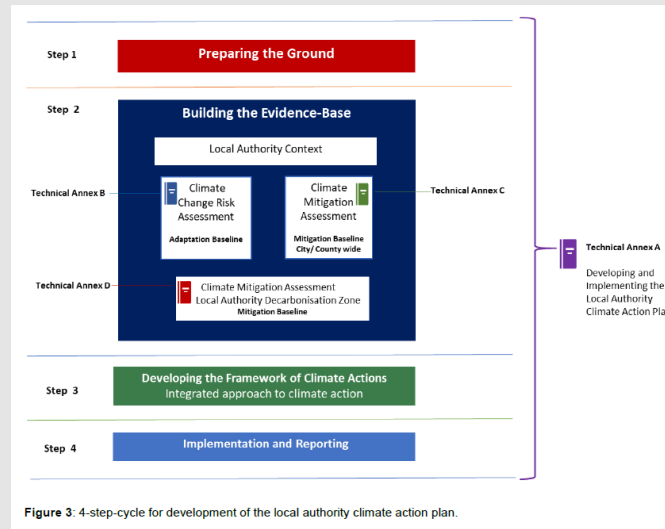 Step 1
Preparing the Ground
Step 2
Building the Evidence-Base
Local Authority Context
Technical Annex B
Climate
Change Risk
Assessment
Adaptation Baseline
Climate
Mitigation
Assessment
Mitigation Baseline
City/ County wide
Technical Annex C
Technical Annex D
Climate Mitigation Assessment
Local Authority Decarbonisation Zone
Mitigation Baseline
Technical Annex A
Developing and
Implementing the
Local Authority
Climate Action Pla
Step 3
Developing the Framework of Climate Actions
Integrated approach to climate action
Step 4
Implementation and Reporting
Figure 3: 4-step-cycle for development of the local authority climate action plan.